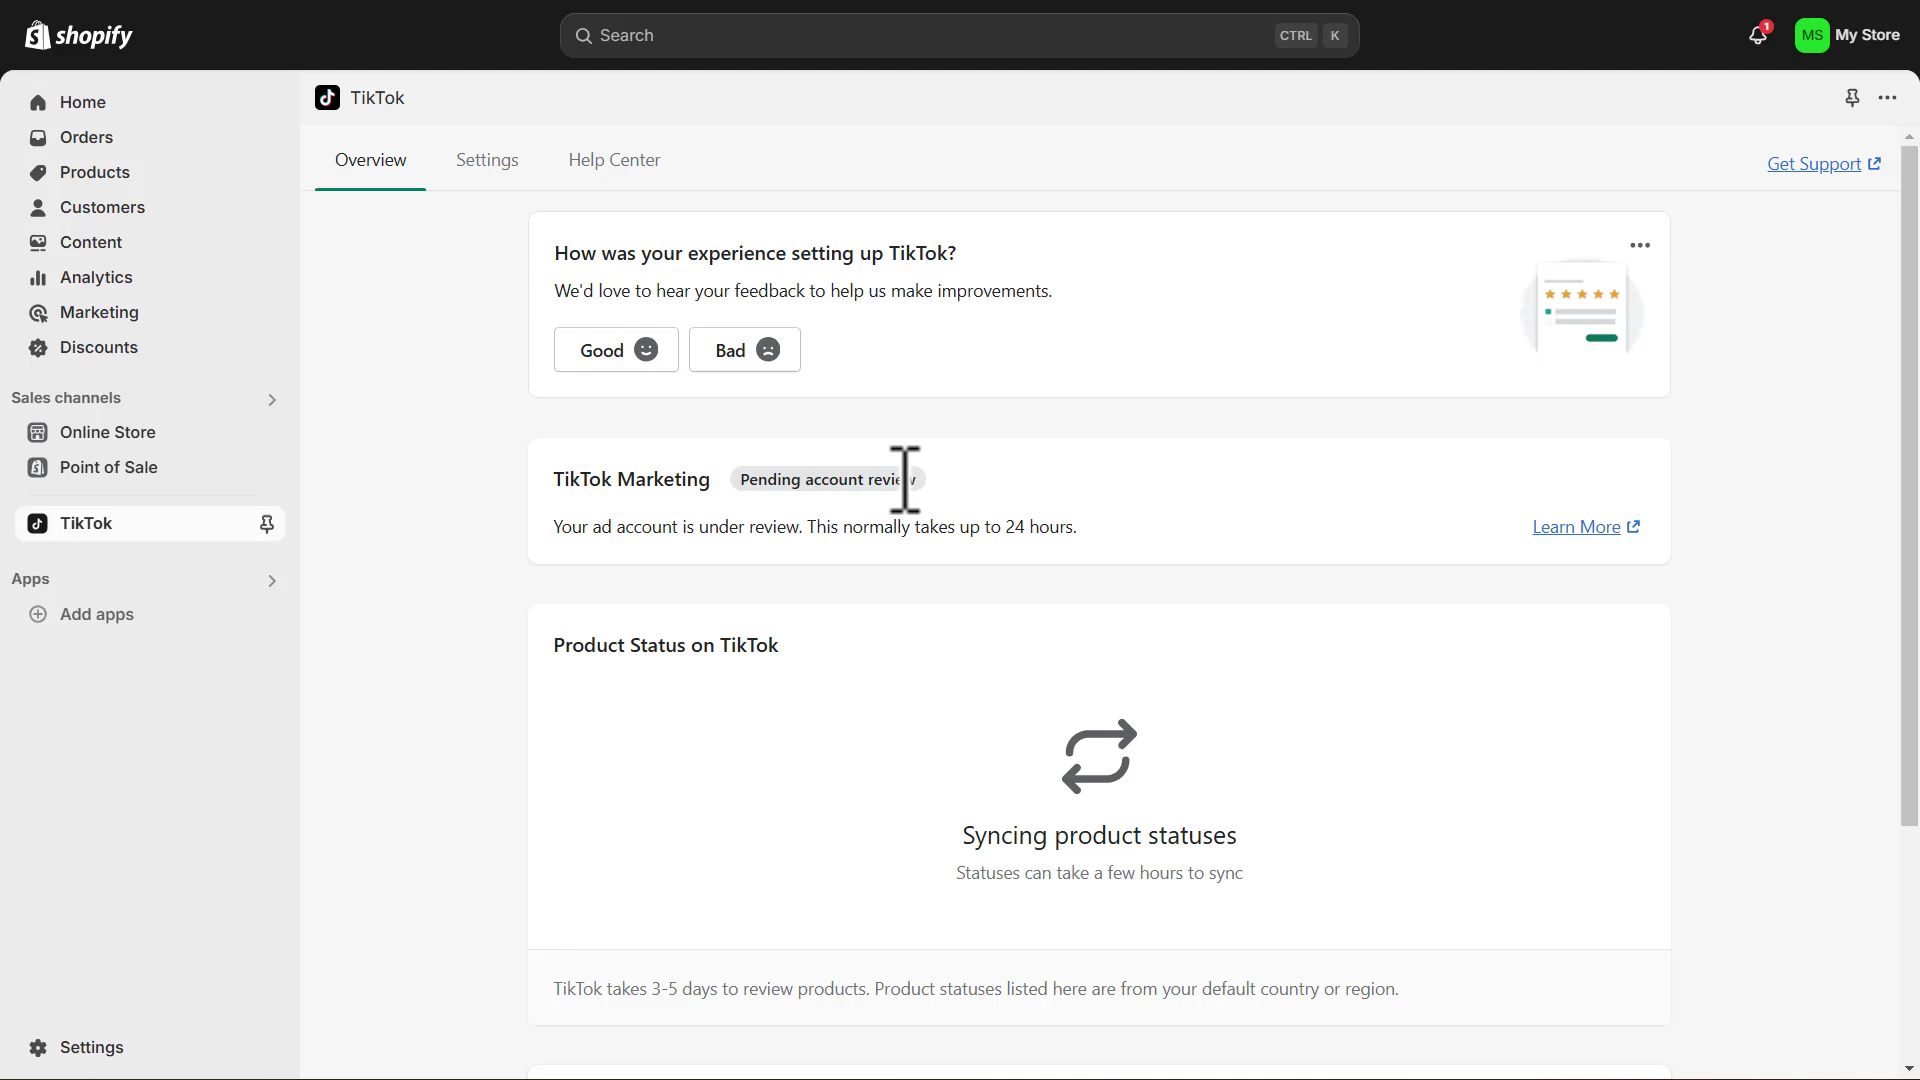 shopify
Search
CTRL K
1
MS
My Store
Home
Orders
Products
Customers
Content
Analytics
Marketing
Discounts
Sales channels
Online Store
Point of Sale
TikTok
Apps
Add apps
Settings
TikTok
Overview
Settings
Help Center
Get Support
How was your experience setting up TikTok?
We'd love to hear your feedback to help us make improvements.
Good
Bad
TikTok Marketing
Pending account review
Your ad account is under review. This normally takes up to 24 hours.
Learn More
Product Status on TikTok
Syncing product statuses
Statuses can take a few hours to sync
TikTok takes 3-5 days to review products. Product statuses listed here are from your default country or region.